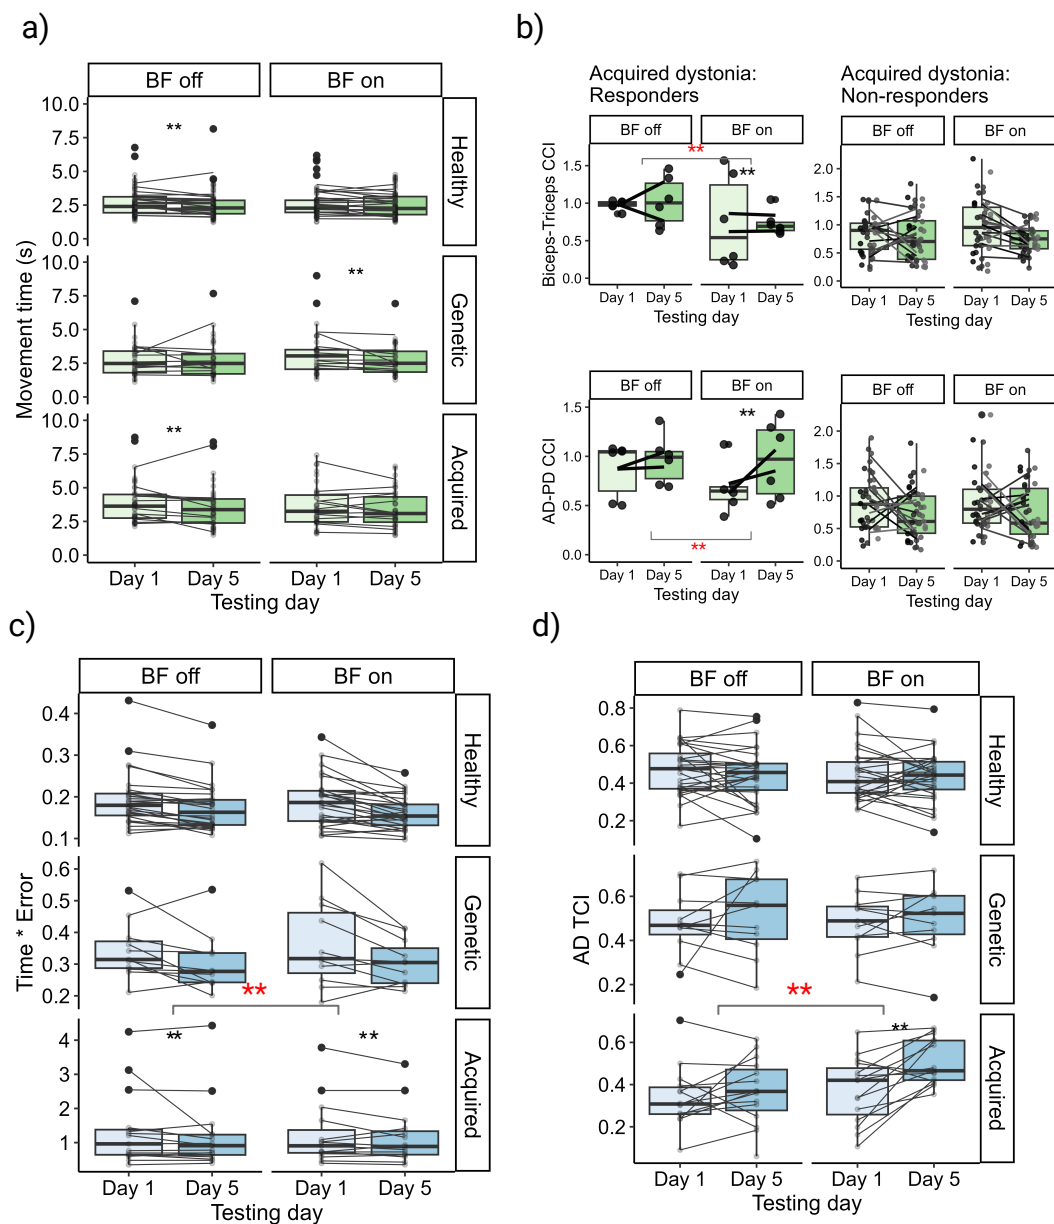 a)
BF off
BF on
Movement time (s)
10.0
7.5
5.0
2.5
0.0
**
Healthy
10.0
7.5
5.0
2.5
0.0
**
Genetic
10.0
7.5
5.0
2.5
0.0
**
Acquired
Day 1
Day 5
Day 1
Day 5
Testing day
b)
Acquired dystonia:
Responders
Acquired dystonia:
Non-responders
BF off
BF on
BF off
BF on
Biceps-Triceps CCI
1.5
1.0
0.5
0.0
**
**
2.0
1.5
1.0
0.5
0.0
Day 1
Day 5
Day 1
Day 5
Testing day
Day 1
Day 5
Day 1
Day 5
Testing day
BF off
BF on
BF off
BF on
AD-PD CCI
1.5
1.0
0.5
0.0
**
**
2.0
1.5
1.0
0.5
0.0
Day 1
Day 5
Day 1
Day 5
Testing day
Day 1
Day 5
Day 1
Day 5
Testing day
c)
BF off
BF on
Time * Error
0.4
0.3
0.2
0.1
Healthy
0.6
0.5
0.4
0.3
0.2
Genetic
**
4
3
2
1
**
**
Acquired
Day 1
Day 5
Day 1
Day 5
Testing day
d)
BF off
BF on
AD TCI
0.8
0.6
0.4
0.2
Healthy
0.6
0.4
0.2
Genetic
**
0.6
0.4
0.2
**
Acquired
Day 1
Day 5
Day 1
Day 5
Testing day